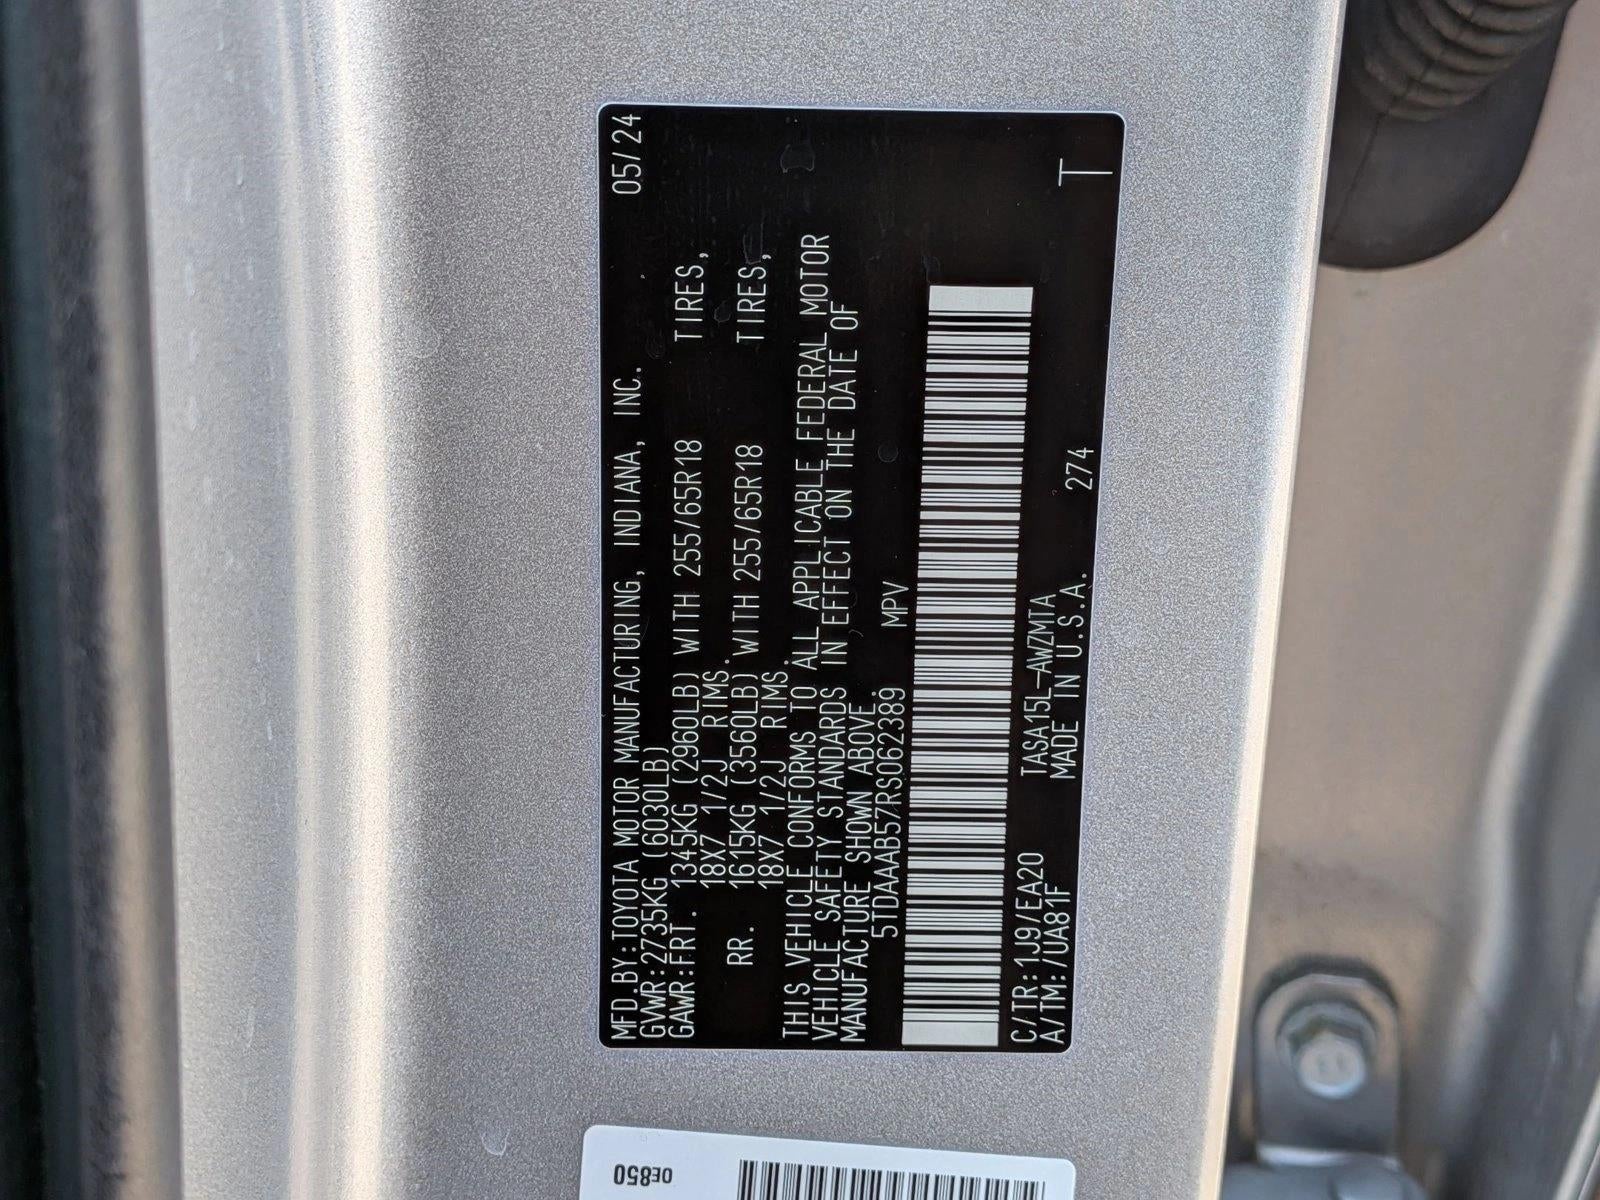 MFD.BY:TOYOTA MOTOR MANUFACTURING, INDIANA, INC. 05/24
GVWR:2735KG (6030LB)
GAWR:FRT. 1345KG (2960LB) WITH 255/65R18 TIRES,
18X7 1/2J RIMS.
RR. 1615KG (3560LB) WITH 255/65R18 TIRES,
18X7 1/2J RIMS.
THIS VEHICLE CONFORMS TO ALL APPLICABLE FEDERAL MOTOR
VEHICLE SAFETY STANDARDS IN EFFECT ON THE DATE OF
MANUFACTURE SHOWN ABOVE.
5TDAAAB57RS062389 MPV
C/TR:1J9/EA20 TASA15L-AWZMTA 274
A/TM:/UA81F MADE IN U.S.A. T
0E850